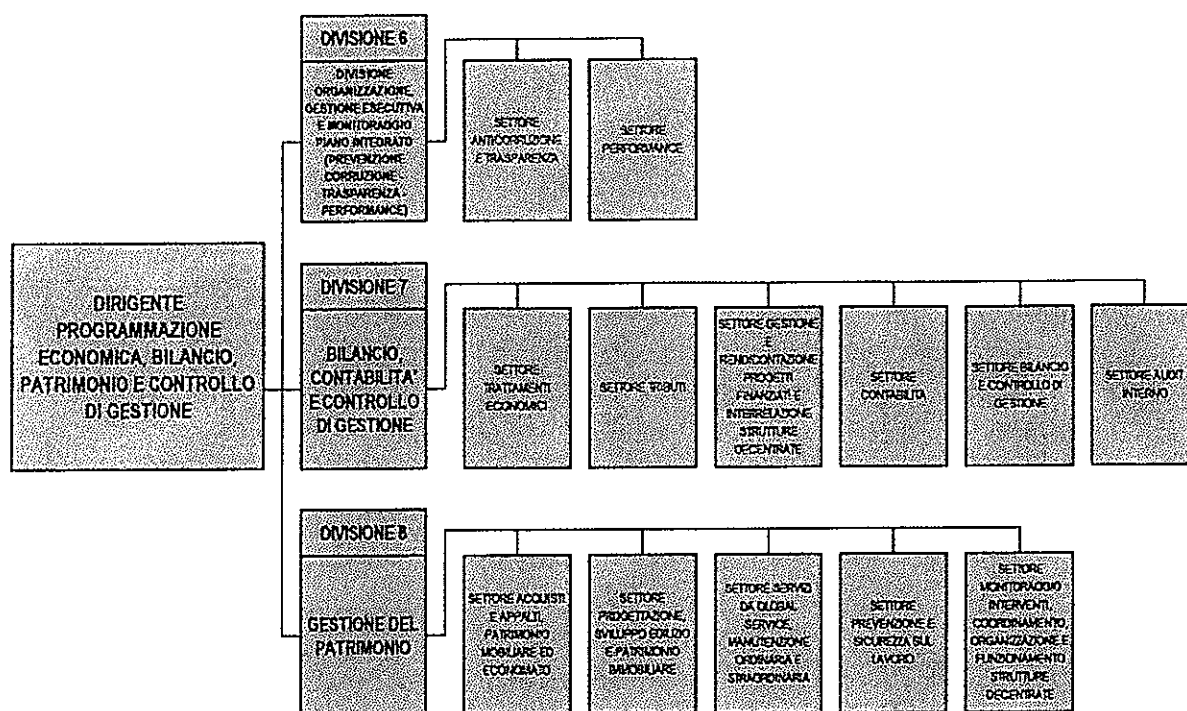 DIVISIONE 6
DIVISIONE
ORGANIZZAZIONE,
GESTIONE ESECUTIVA
E MONITORAGGIO
PIANO INTEGRATO
(PREVENZIONE
CORRUZIONE -
TRASPARENZA -
PERFORMANCE)
SETTORE
ANTICORRUZIONE
E TRASPARENZA
SETTORE
PERFORMANCE
DIRIGENTE
PROGRAMMAZIONE
ECONOMICA, BILANCIO,
PATRIMONIO E CONTROLLO
DI GESTIONE
DIVISIONE 7
BILANCIO,
CONTABILITA'
E CONTROLLO
DI GESTIONE
SETTORE
TRATTAMENTI
ECONOMICI
SETTORE TRIBUTI
SETTORE GESTIONE
E
RENDICONTAZIONE
PROGETTI
FINANZIATI E
INTERRELAZIONE
STRUTTURE
DECENTRATE
SETTORE
CONTABILITA
SETTORE BILANCIO
E CONTROLLO DI
GESTIONE
SETTORE AUDIT
INTERNO
DIVISIONE 8
GESTIONE DEL
PATRIMONIO
SETTORE ACQUISTI
E APPALTI,
PATRIMONIO
MOBILIARE ED
ECONOMATO
SETTORE
PROGETTAZIONE,
SVILUPPO EDILIZIO
E PATRIMONIO
IMMOBILIARE
SETTORE SERVIZI
DA GLOBAL
SERVICE,
MANUTENZIONE
ORDINARIA E
STRAORDINARIA
SETTORE
PREVENZIONE E
SICUREZZA SUL
LAVORO
SETTORE
MONITORAGGIO
INTERVENTI,
COORDINAMENTO,
ORGANIZZAZIONE E
FUNZIONAMENTO
STRUTTURE
DECENTRATE